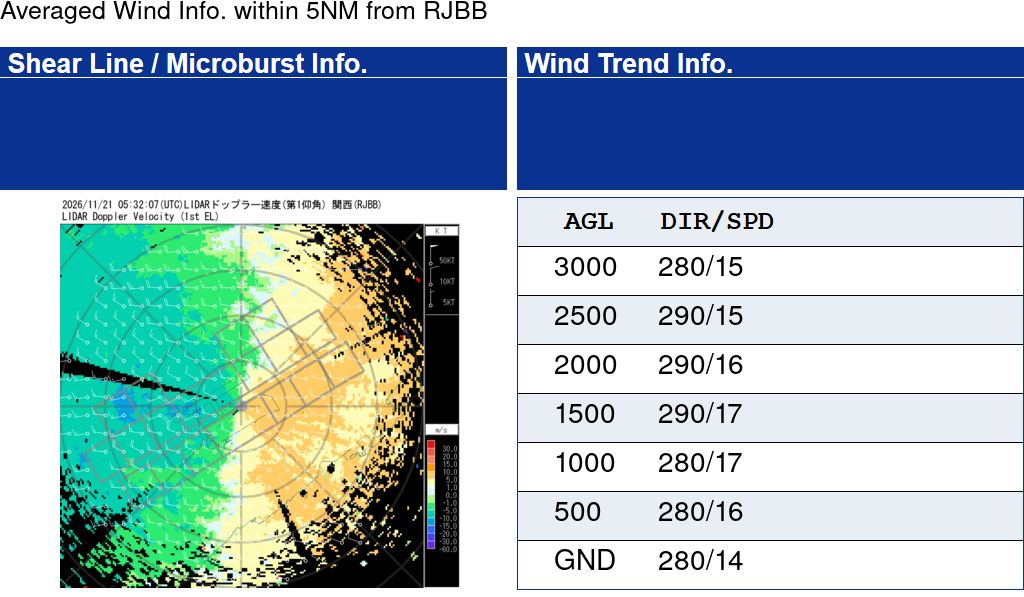 Averaged Wind Info. within 5NM from RJBB
Shear Line / Microburst Info.
Wind Trend Info.
2026/11/21 05:32:07(UTC)LIDARドップラー速度(第1仰角) 関西(RJBB)
LIDAR Doppler Velocity (1st EL)
KT
50KT
10KT
5KT
m/s
30.0
20.0
15.0
10.0
5.0
1.0
0.0
-1.0
-5.0
-10.0
-15.0
-20.0
-30.0
-60.0
AGL DIR/SPD
3000 280/15
2500 290/15
2000 290/16
1500 290/17
1000 280/17
500 280/16
GND 280/14